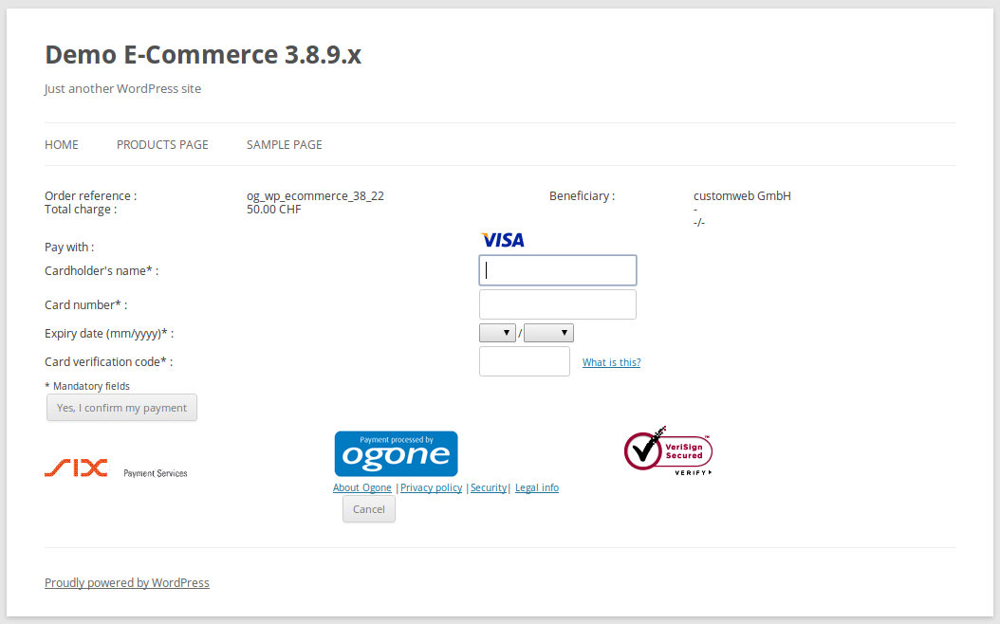 Demo E-Commerce 3.8.9.x
Just another WordPress site
HOME PRODUCTS PAGE SAMPLE PAGE
Order reference : og_wp_ecommerce_38_22 Beneficiary : customweb GmbH
Total charge : 50.00 CHF -
-/-
Pay with : VISA
Cardholder's name* :
Card number* :
Expiry date (mm/yyyy)* : /
Card verification code* : What is this?
* Mandatory fields
Yes, I confirm my payment
SIX Payment Services
Payment processed by
ogone
VeriSign
Secured
™
VERIFY
About Ogone | Privacy policy | Security | Legal info
Cancel
Proudly powered by WordPress